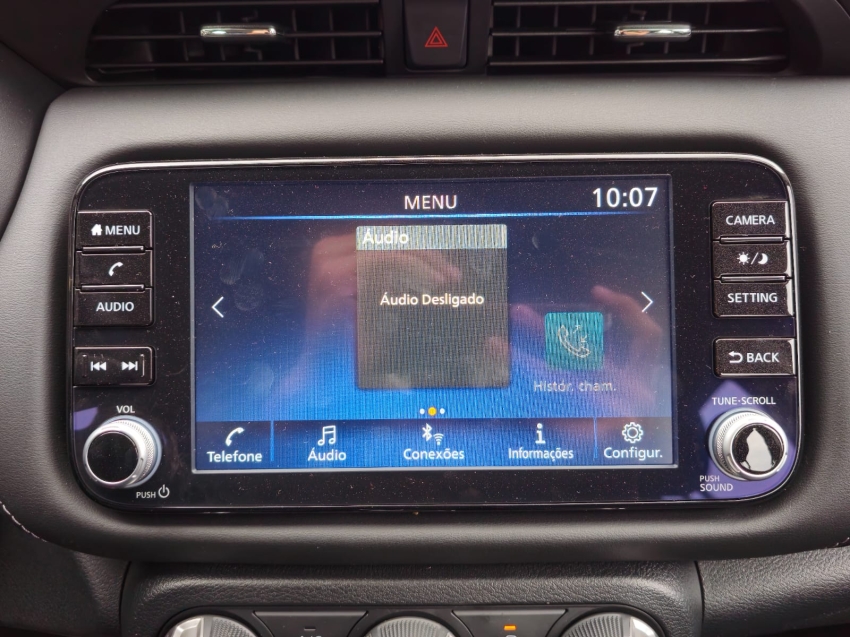 MENU
10:07
MENU
CAMERA
Áudio
AUDIO
Áudio Desligado
SETTING
BACK
Histór. cham.
VOL
TUNE-SCROLL
Telefone
Áudio
Conexões
Informações
Configur.
PUSH
PUSH
SOUND